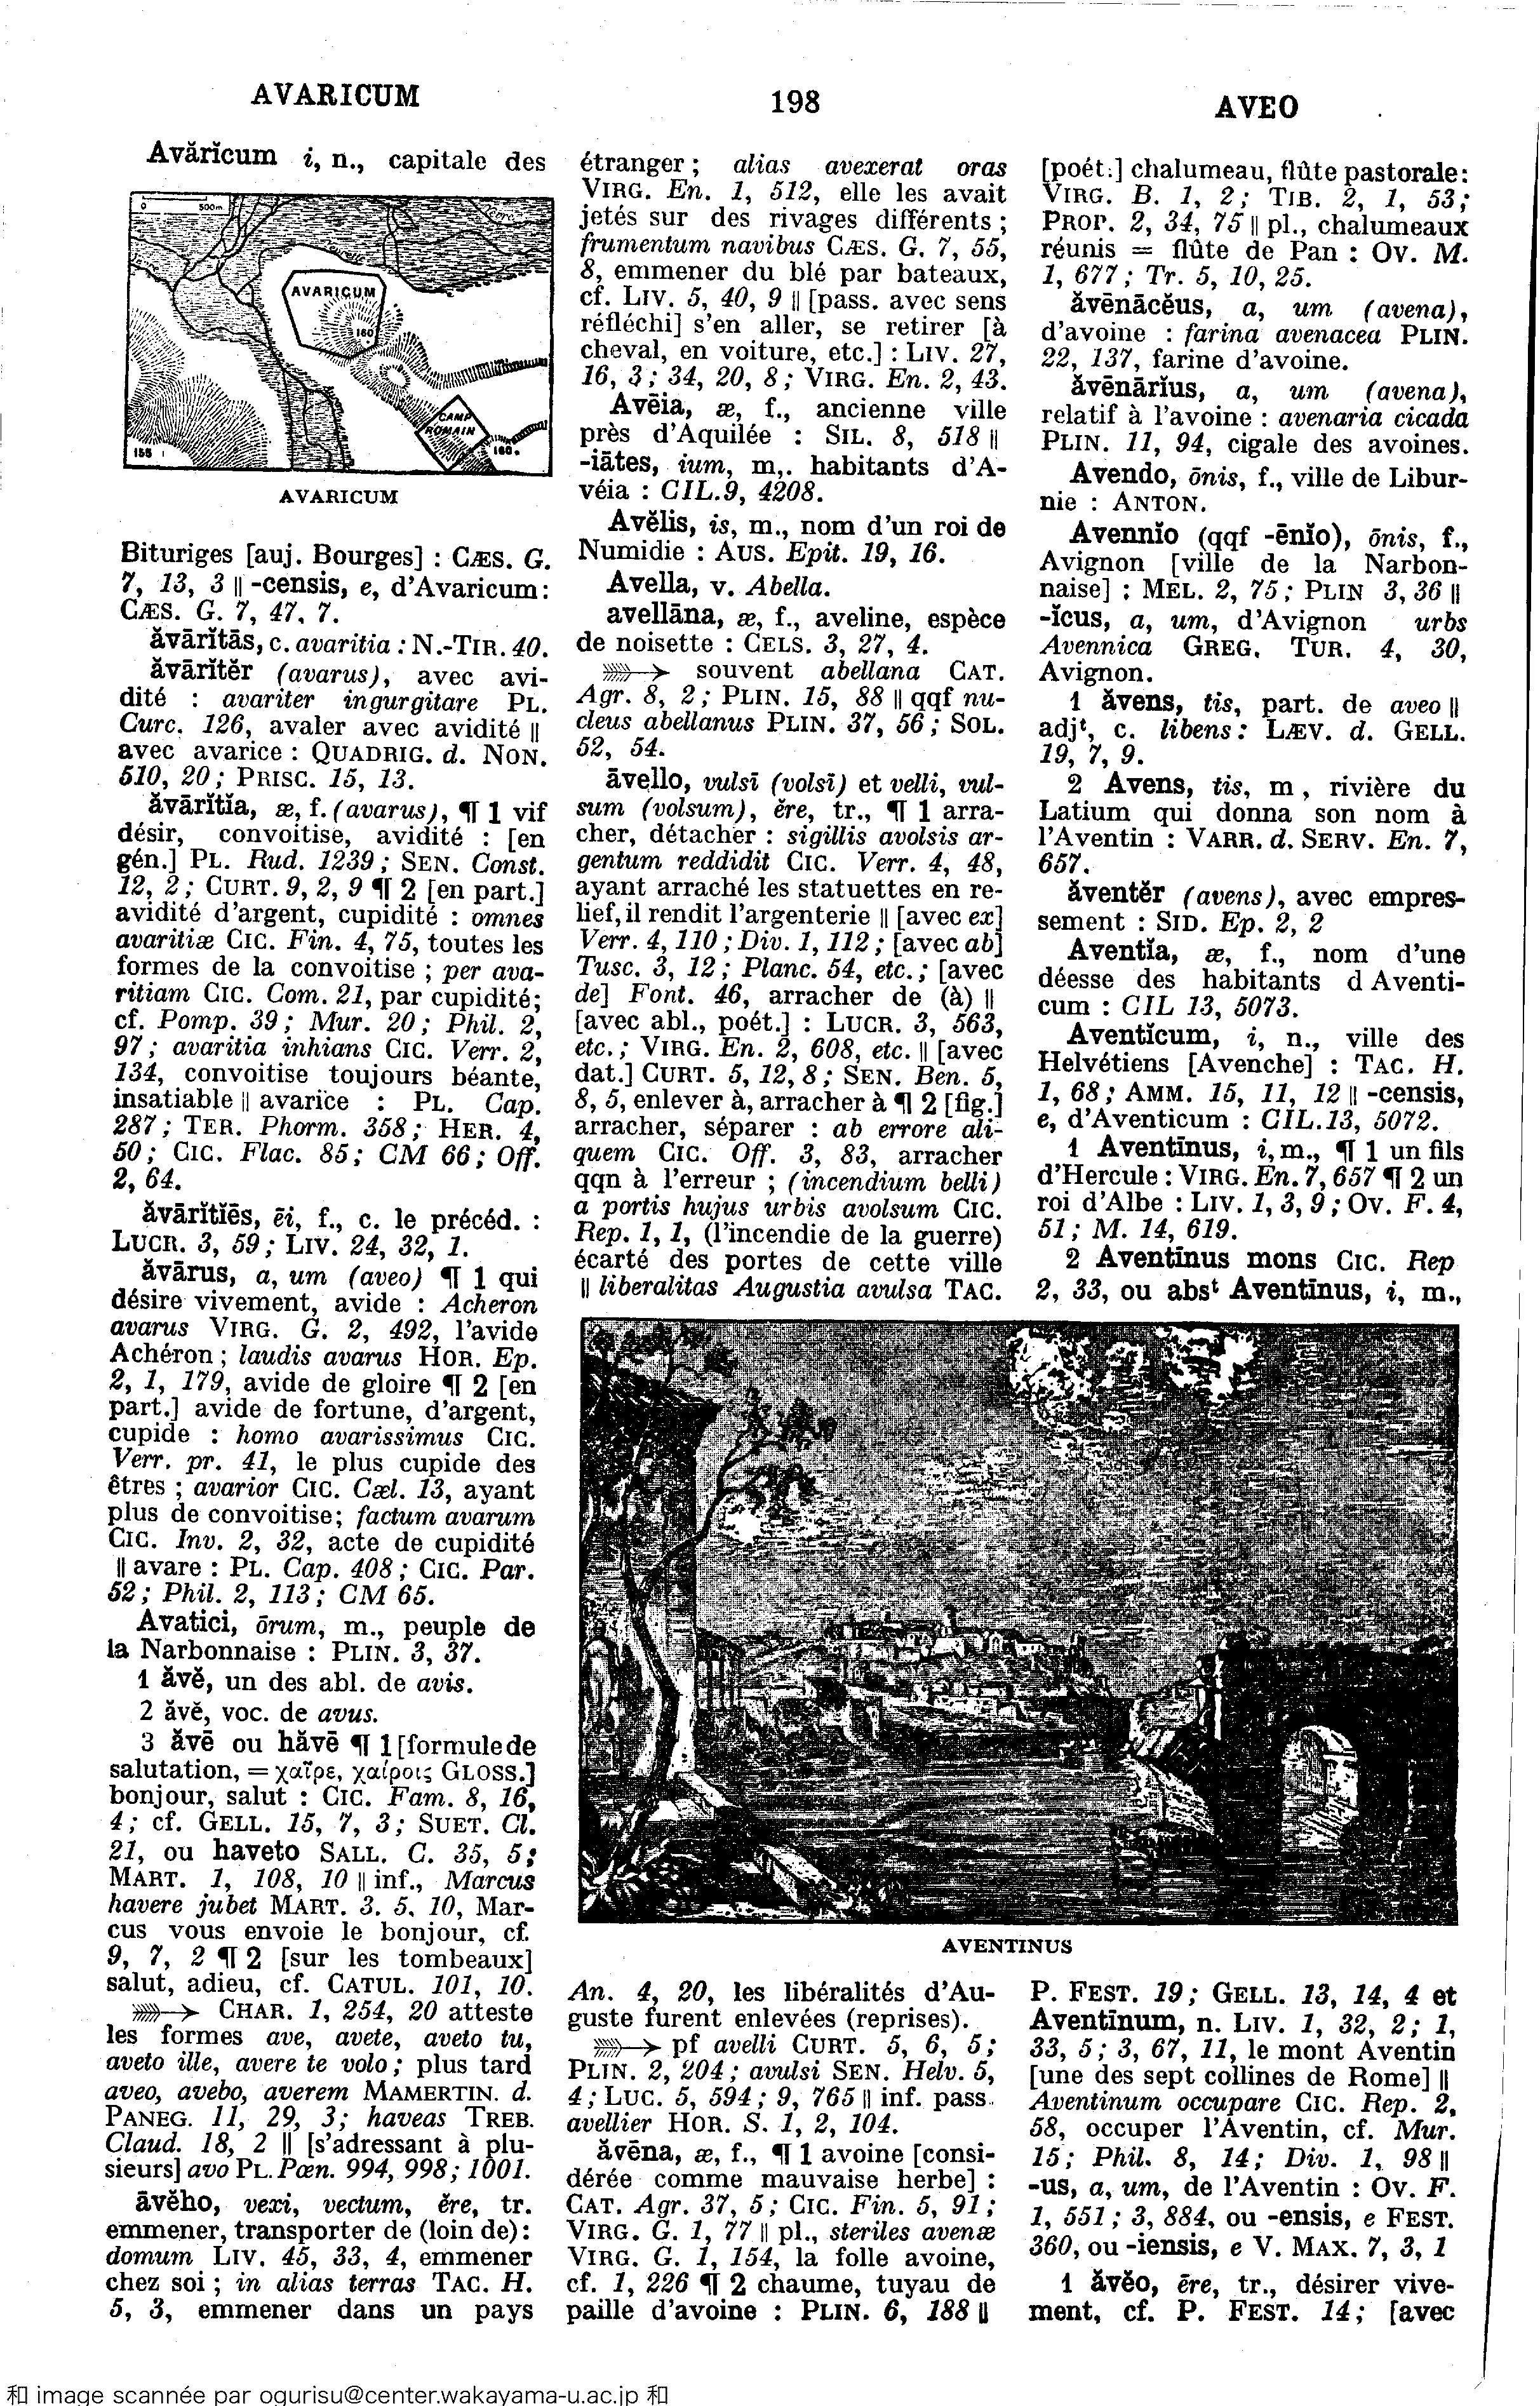 AVARICUM
198
AVEO
Avārĭcum i, n., capitale des
0 500m
AVARICUM
160
CAMP
ROMAIN
160.
155
AVARICUM
Bituriges [auj. Bourges] : CÆS. G.
7, 13, 3 || -censis, e, d'Avaricum:
CÆS. G. 7, 47, 7.
ăvārĭtās, c. avaritia : N.-TIR. 40.
ăvārĭtĕr (avarus), avec avi-
dité : avariter ingurgitare PL.
Curc. 126, avaler avec avidité ||
avec avarice : QUADRIG. d. NON.
510, 20 ; PRISC. 15, 13.
ăvārĭtĭa, æ, f. (avarus), ¶ 1 vif
désir, convoitise, avidité : [en
gén.] PL. Rud. 1239 ; SEN. Const.
12, 2 ; CURT. 9, 2, 9 ¶ 2 [en part.]
avidité d'argent, cupidité : omnes
avaritiæ CIC. Fin. 4, 75, toutes les
formes de la convoitise ; per ava-
ritiam CIC. Com. 21, par cupidité;
cf. Pomp. 39 ; Mur. 20 ; Phil. 2,
97 ; avaritia inhians CIC. Verr. 2,
134, convoitise toujours béante,
insatiable || avarice : PL. Cap.
287 ; TER. Phorm. 358 ; HER. 4,
50 ; CIC. Flac. 85 ; CM 66 ; Off.
2, 64.
ăvārĭtĭēs, ēi, f., c. le précéd. :
LUCR. 3, 59 ; LIV. 24, 32, 1.
ăvārus, a, um (aveo) ¶ 1 qui
désire vivement, avide : Acheron
avarus VIRG. G. 2, 492, l'avide
Achéron ; laudis avarus HOR. Ep.
2, 1, 179, avide de gloire ¶ 2 [en
part.] avide de fortune, d'argent,
cupide : homo avarissimus CIC.
Verr. pr. 41, le plus cupide des
êtres ; avarior CIC. Cæl. 13, ayant
plus de convoitise; factum avarum
CIC. Inv. 2, 32, acte de cupidité
|| avare : PL. Cap. 408 ; CIC. Par.
52 ; Phil. 2, 113 ; CM 65.
Avatici, ōrum, m., peuple de
la Narbonnaise : PLIN. 3, 37.
1 ăvĕ, un des abl. de avis.
2 ăvĕ, voc. de avus.
3 ăvē ou hăvē ¶ 1 [formule de
salutation, = χαῖρε, χαίροις GLOSS.]
bonjour, salut : CIC. Fam. 8, 16,
4 ; cf. GELL. 15, 7, 3 ; SUET. Cl.
21, ou haveto SALL. C. 35, 5 ;
MART. 1, 108, 10 || inf., Marcus
havere jubet MART. 3. 5. 10, Mar-
cus vous envoie le bonjour, cf.
9, 7, 2 ¶ 2 [sur les tombeaux]
salut, adieu, cf. CATUL. 101, 10.
⟫→ CHAR. 1, 254, 20 atteste
les formes ave, avete, aveto tu,
aveto ille, avere te volo ; plus tard
aveo, avebo, averem MAMERTIN. d.
PANEG. 11, 29, 3; haveas TREB.
Claud. 18, 2 || [s'adressant à plu-
sieurs] avo PL. Pœn. 994, 998 ; 1001.
āvĕho, vexi, vectum, ĕre, tr.
emmener, transporter de (loin de) :
domum LIV. 45, 33, 4, emmener
chez soi ; in alias terras TAC. H.
5, 3, emmener dans un pays
étranger ; alias avexerat oras
VIRG. En. 1, 512, elle les avait
jetés sur des rivages différents ;
frumentum navibus CÆS. G. 7, 55,
8, emmener du blé par bateaux,
cf. LIV. 5, 40, 9 || [pass. avec sens
réfléchi] s'en aller, se retirer [à
cheval, en voiture, etc.] : LIV. 27,
16, 3 ; 34, 20, 8 ; VIRG. En. 2, 43.
Avēia, æ, f., ancienne ville
près d'Aquilée : SIL. 8, 518 ||
-iātes, ium, m,. habitants d'A-
véia : CIL.9, 4208.
Avĕlis, is, m., nom d'un roi de
Numidie : AUS. Epit. 19, 16.
Avella, v. Abella.
avellāna, æ, f., aveline, espèce
de noisette : CELS. 3, 27, 4.
⟫→ souvent abellana CAT.
Agr. 8, 2 ; PLIN. 15, 88 || qqf nu-
cleus abellanus PLIN. 37, 56 ; SOL.
52, 54.
āvello, vulsī (volsī) et velli, vul-
sum (volsum), ĕre, tr., ¶ 1 arra-
cher, détacher : sigillis avolsis ar-
gentum reddidit CIC. Verr. 4, 48,
ayant arraché les statuettes en re-
lief, il rendit l'argenterie || [avec ex]
Verr. 4, 110 ; Div. 1, 112 ; [avec ab]
Tusc. 3, 12 ; Planc. 54, etc. ; [avec
de] Font. 46, arracher de (à) ||
[avec abl., poét.] : LUCR. 3, 563,
etc. ; VIRG. En. 2, 608, etc. || [avec
dat.] CURT. 5, 12, 8 ; SEN. Ben. 5,
8, 5, enlever à, arracher à ¶ 2 [fig.]
arracher, séparer : ab errore ali-
quem CIC. Off. 3, 83, arracher
qqn à l'erreur ; (incendium belli)
a portis hujus urbis avolsum CIC.
Rep. 1, 1, (l'incendie de la guerre)
écarté des portes de cette ville
|| liberalitas Augustia avulsa TAC.
An. 4, 20, les libéralités d'Au-
guste furent enlevées (reprises).
⟫→ pf avelli CURT. 5, 6, 5 ;
PLIN. 2, 204 ; avulsi SEN. Helv. 5,
4 ; LUC. 5, 594 ; 9, 765 || inf. pass.
avellier HOR. S. 1, 2, 104.
ăvēna, æ, f., ¶ 1 avoine [consi-
dérée comme mauvaise herbe] :
CAT. Agr. 37, 5 ; CIC. Fin. 5, 91 ;
VIRG. G. 1, 77 || pl., steriles avenæ
VIRG. G. 1, 154, la folle avoine,
cf. 1, 226 ¶ 2 chaume, tuyau de
paille d'avoine : PLIN. 6, 188 ||
[poét.] chalumeau, flûte pastorale :
VIRG. B. 1, 2 ; TIB. 2, 1, 53 ;
PROP. 2, 34, 75 || pl., chalumeaux
réunis = flûte de Pan : OV. M.
1, 677 ; Tr. 5, 10, 25.
ăvēnācĕus, a, um (avena),
d'avoine : farina avenacea PLIN.
22, 137, farine d'avoine.
ăvēnārĭus, a, um (avena),
relatif à l'avoine : avenaria cicada
PLIN. 11, 94, cigale des avoines.
Avendo, ōnis, f., ville de Libur-
nie : ANTON.
Avennĭo (qqf -ēnĭo), ōnis, f.,
Avignon [ville de la Narbon-
naise] : MEL. 2, 75 ; PLIN 3, 36 ||
-ĭcus, a, um, d'Avignon urbs
Avennica GREG. TUR. 4, 30,
Avignon.
1 ăvens, tis, part. de aveo ||
adjᵗ, c. libens : LÆV. d. GELL.
19, 7, 9.
2 Avens, tis, m , rivière du
Latium qui donna son nom à
l'Aventin : VARR. d. SERV. En. 7,
657.
ăventĕr (avens), avec empres-
sement : SID. Ep. 2, 2
Aventĭa, æ, f., nom d'une
déesse des habitants d Aventi-
cum : CIL 13, 5073.
Aventĭcum, i, n., ville des
Helvétiens [Avenche] : TAC. H.
1, 68 ; AMM. 15, 11, 12 || -censis,
e, d'Aventicum : CIL.13, 5072.
1 Aventīnus, i, m., ¶ 1 un fils
d'Hercule : VIRG. En. 7, 657 ¶ 2 un
roi d'Albe : LIV. 1, 3, 9 ; OV. F. 4,
51 ; M. 14, 619.
2 Aventīnus mons CIC. Rep
2, 33, ou absᵗ Aventīnus, i, m.,
AVENTINUS
P. FEST. 19 ; GELL. 13, 14, 4 et
Aventīnum, n. LIV. 1, 32, 2 ; 1,
33, 5 ; 3, 67, 11, le mont Aventin
[une des sept collines de Rome] ||
Aventinum occupare CIC. Rep. 2,
58, occuper l'Aventin, cf. Mur.
15 ; Phil. 8, 14 ; Div. 1, 98 ||
-us, a, um, de l'Aventin : OV. F.
1, 551 ; 3, 884, ou -ensis, e FEST.
360, ou -iensis, e V. MAX. 7, 3, 1
1 ăvĕo, ēre, tr., désirer vive-
ment, cf. P. FEST. 14 ; [avec
和 image scannée par ogurisu@center.wakayama-u.ac.jp 和